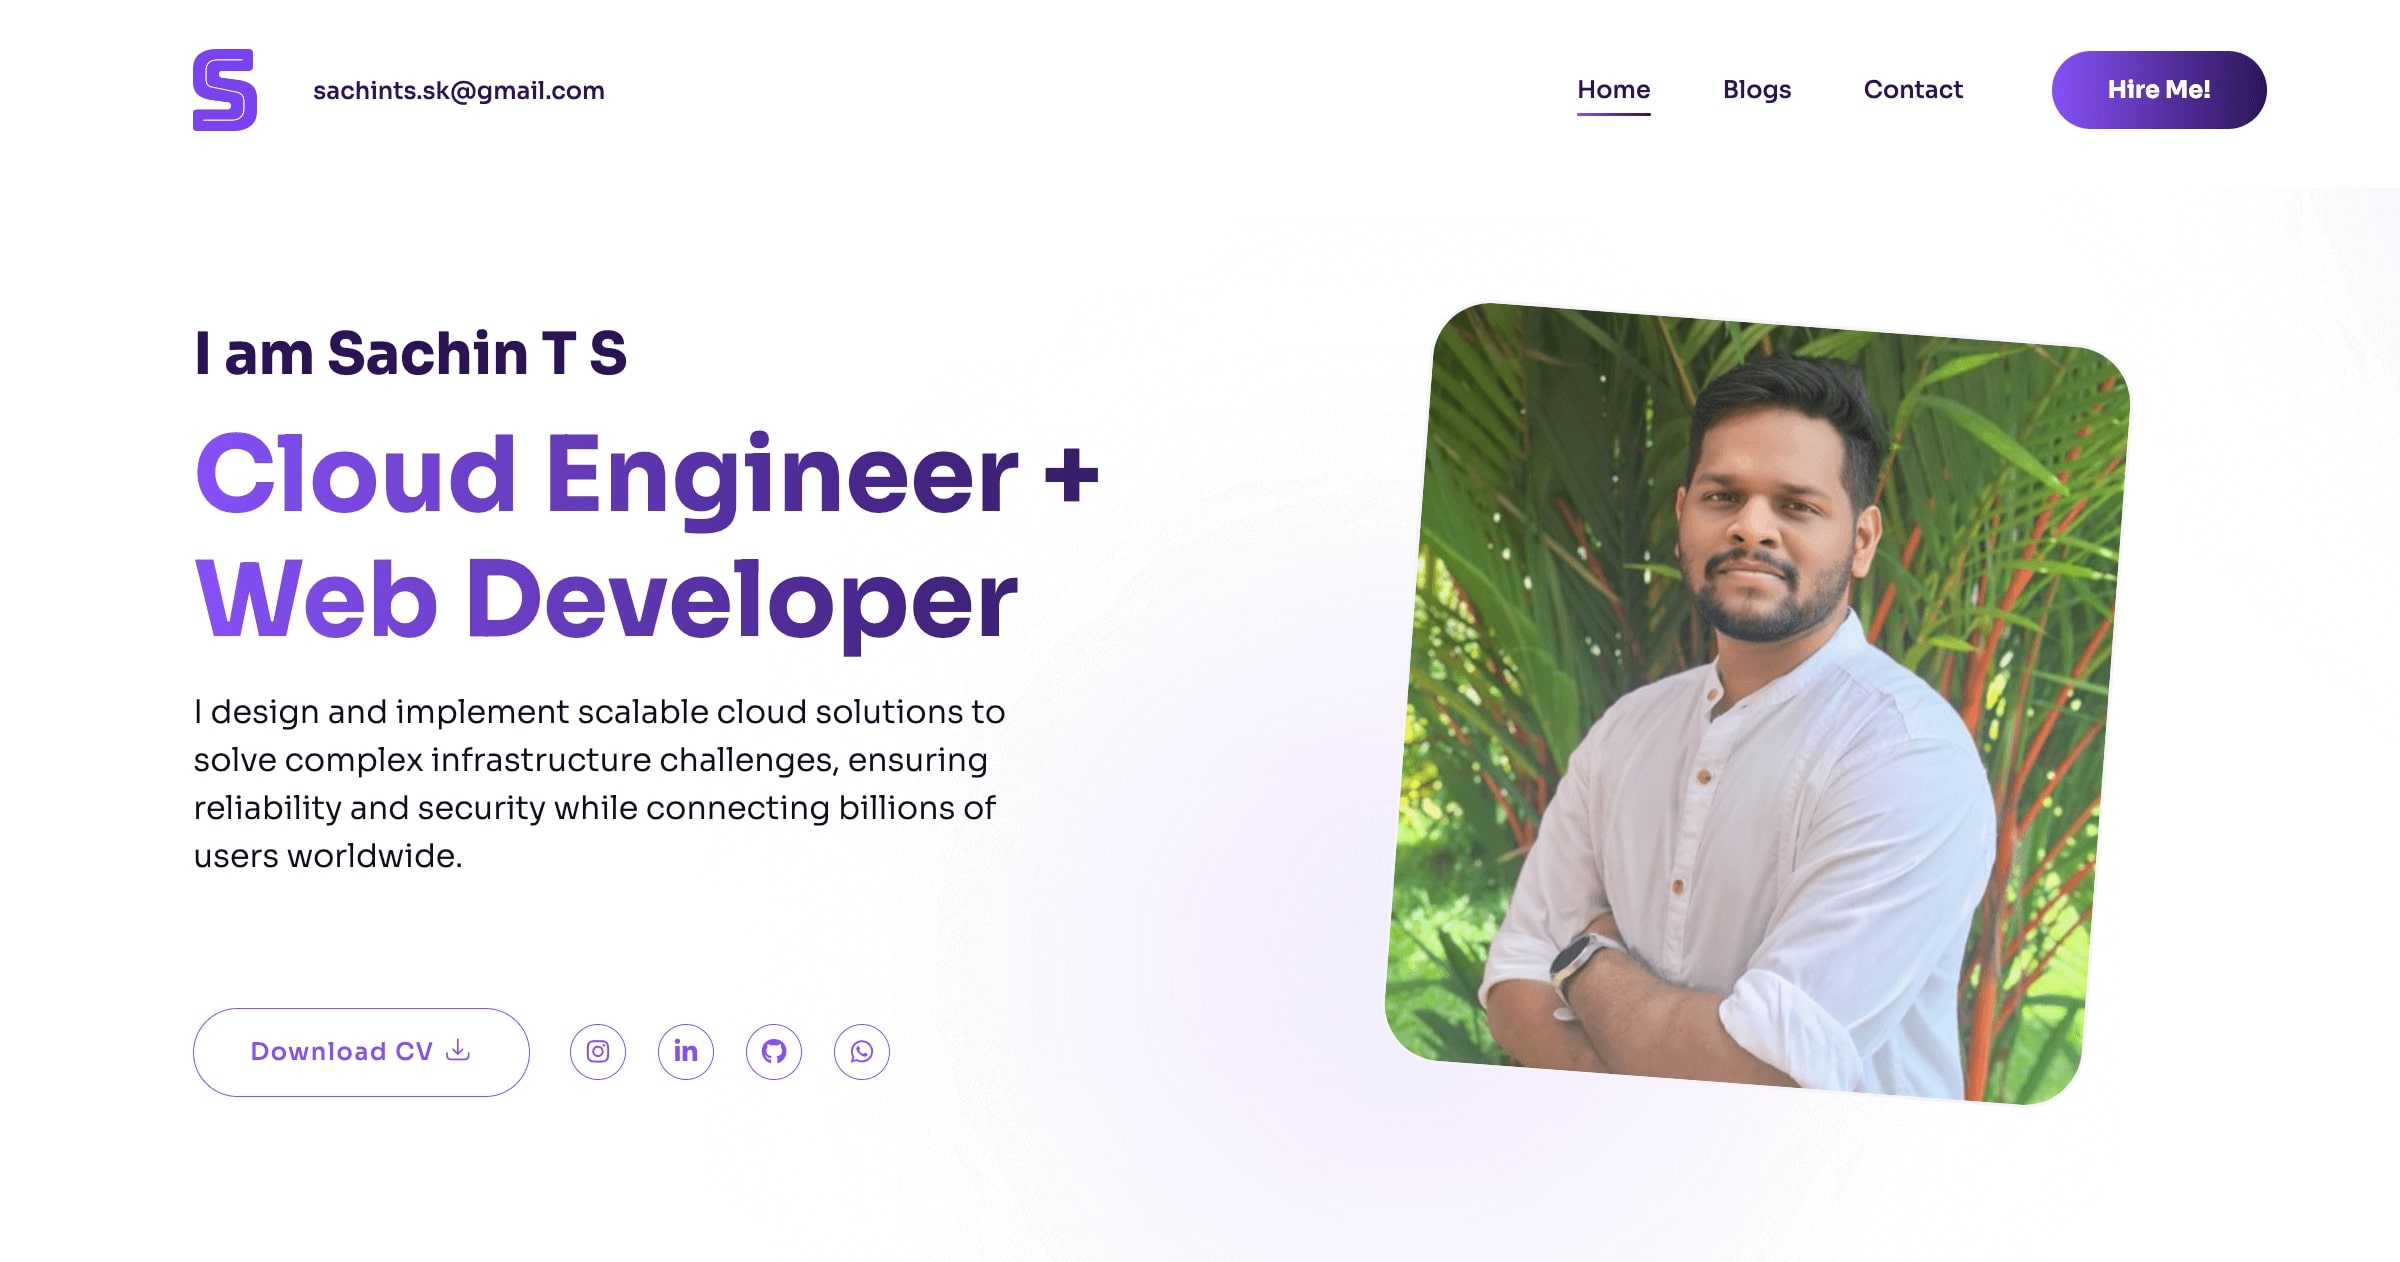 S
sachints.sk@gmail.com
Home
Blogs
Contact
Hire Me!
I am Sachin T S
Cloud Engineer +
Web Developer
I design and implement scalable cloud solutions to
solve complex infrastructure challenges, ensuring
reliability and security while connecting billions of
users worldwide.
Download CV
in